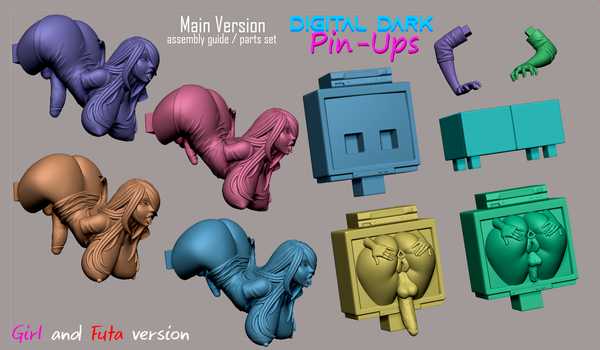 Main Version
assembly guide / parts set
DIGITAL DARK
Pin-Ups
Girl and Futa version